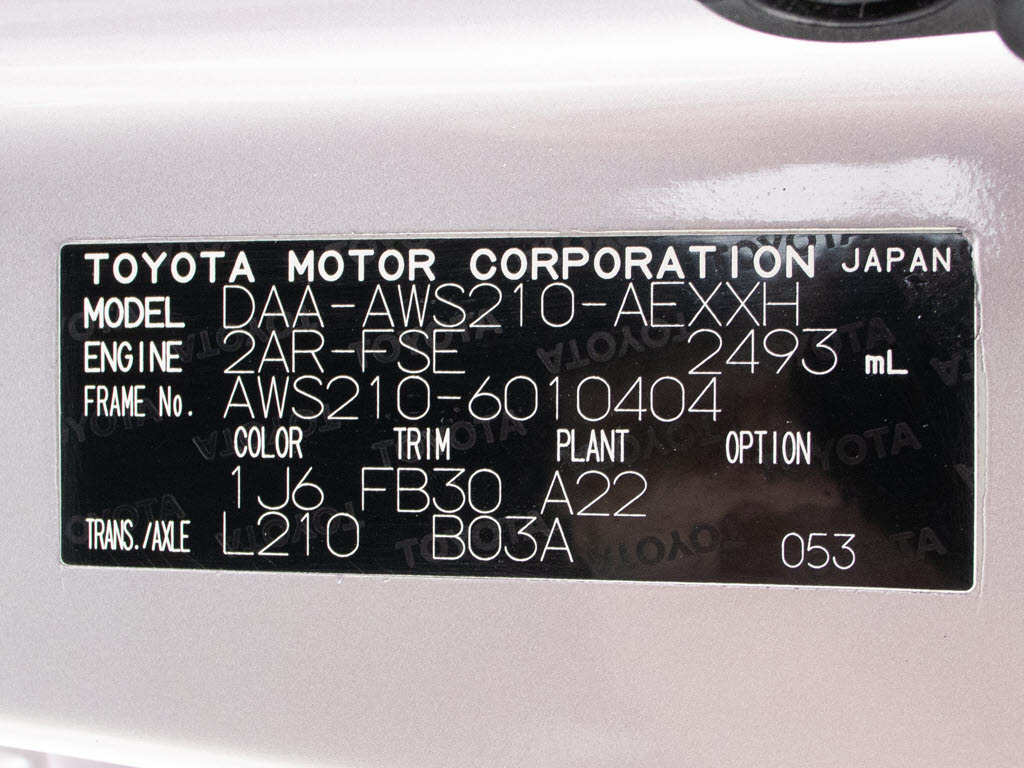 TOYOTA MOTOR CORPORATION JAPAN
MODEL DAA-AWS210-AEXXH
ENGINE 2AR-FSE 2493 mL
FRAME No. AWS210-6010404
COLOR TRIM PLANT OPTION
1J6 FB30 A22
TRANS./AXLE L210 B03A 053